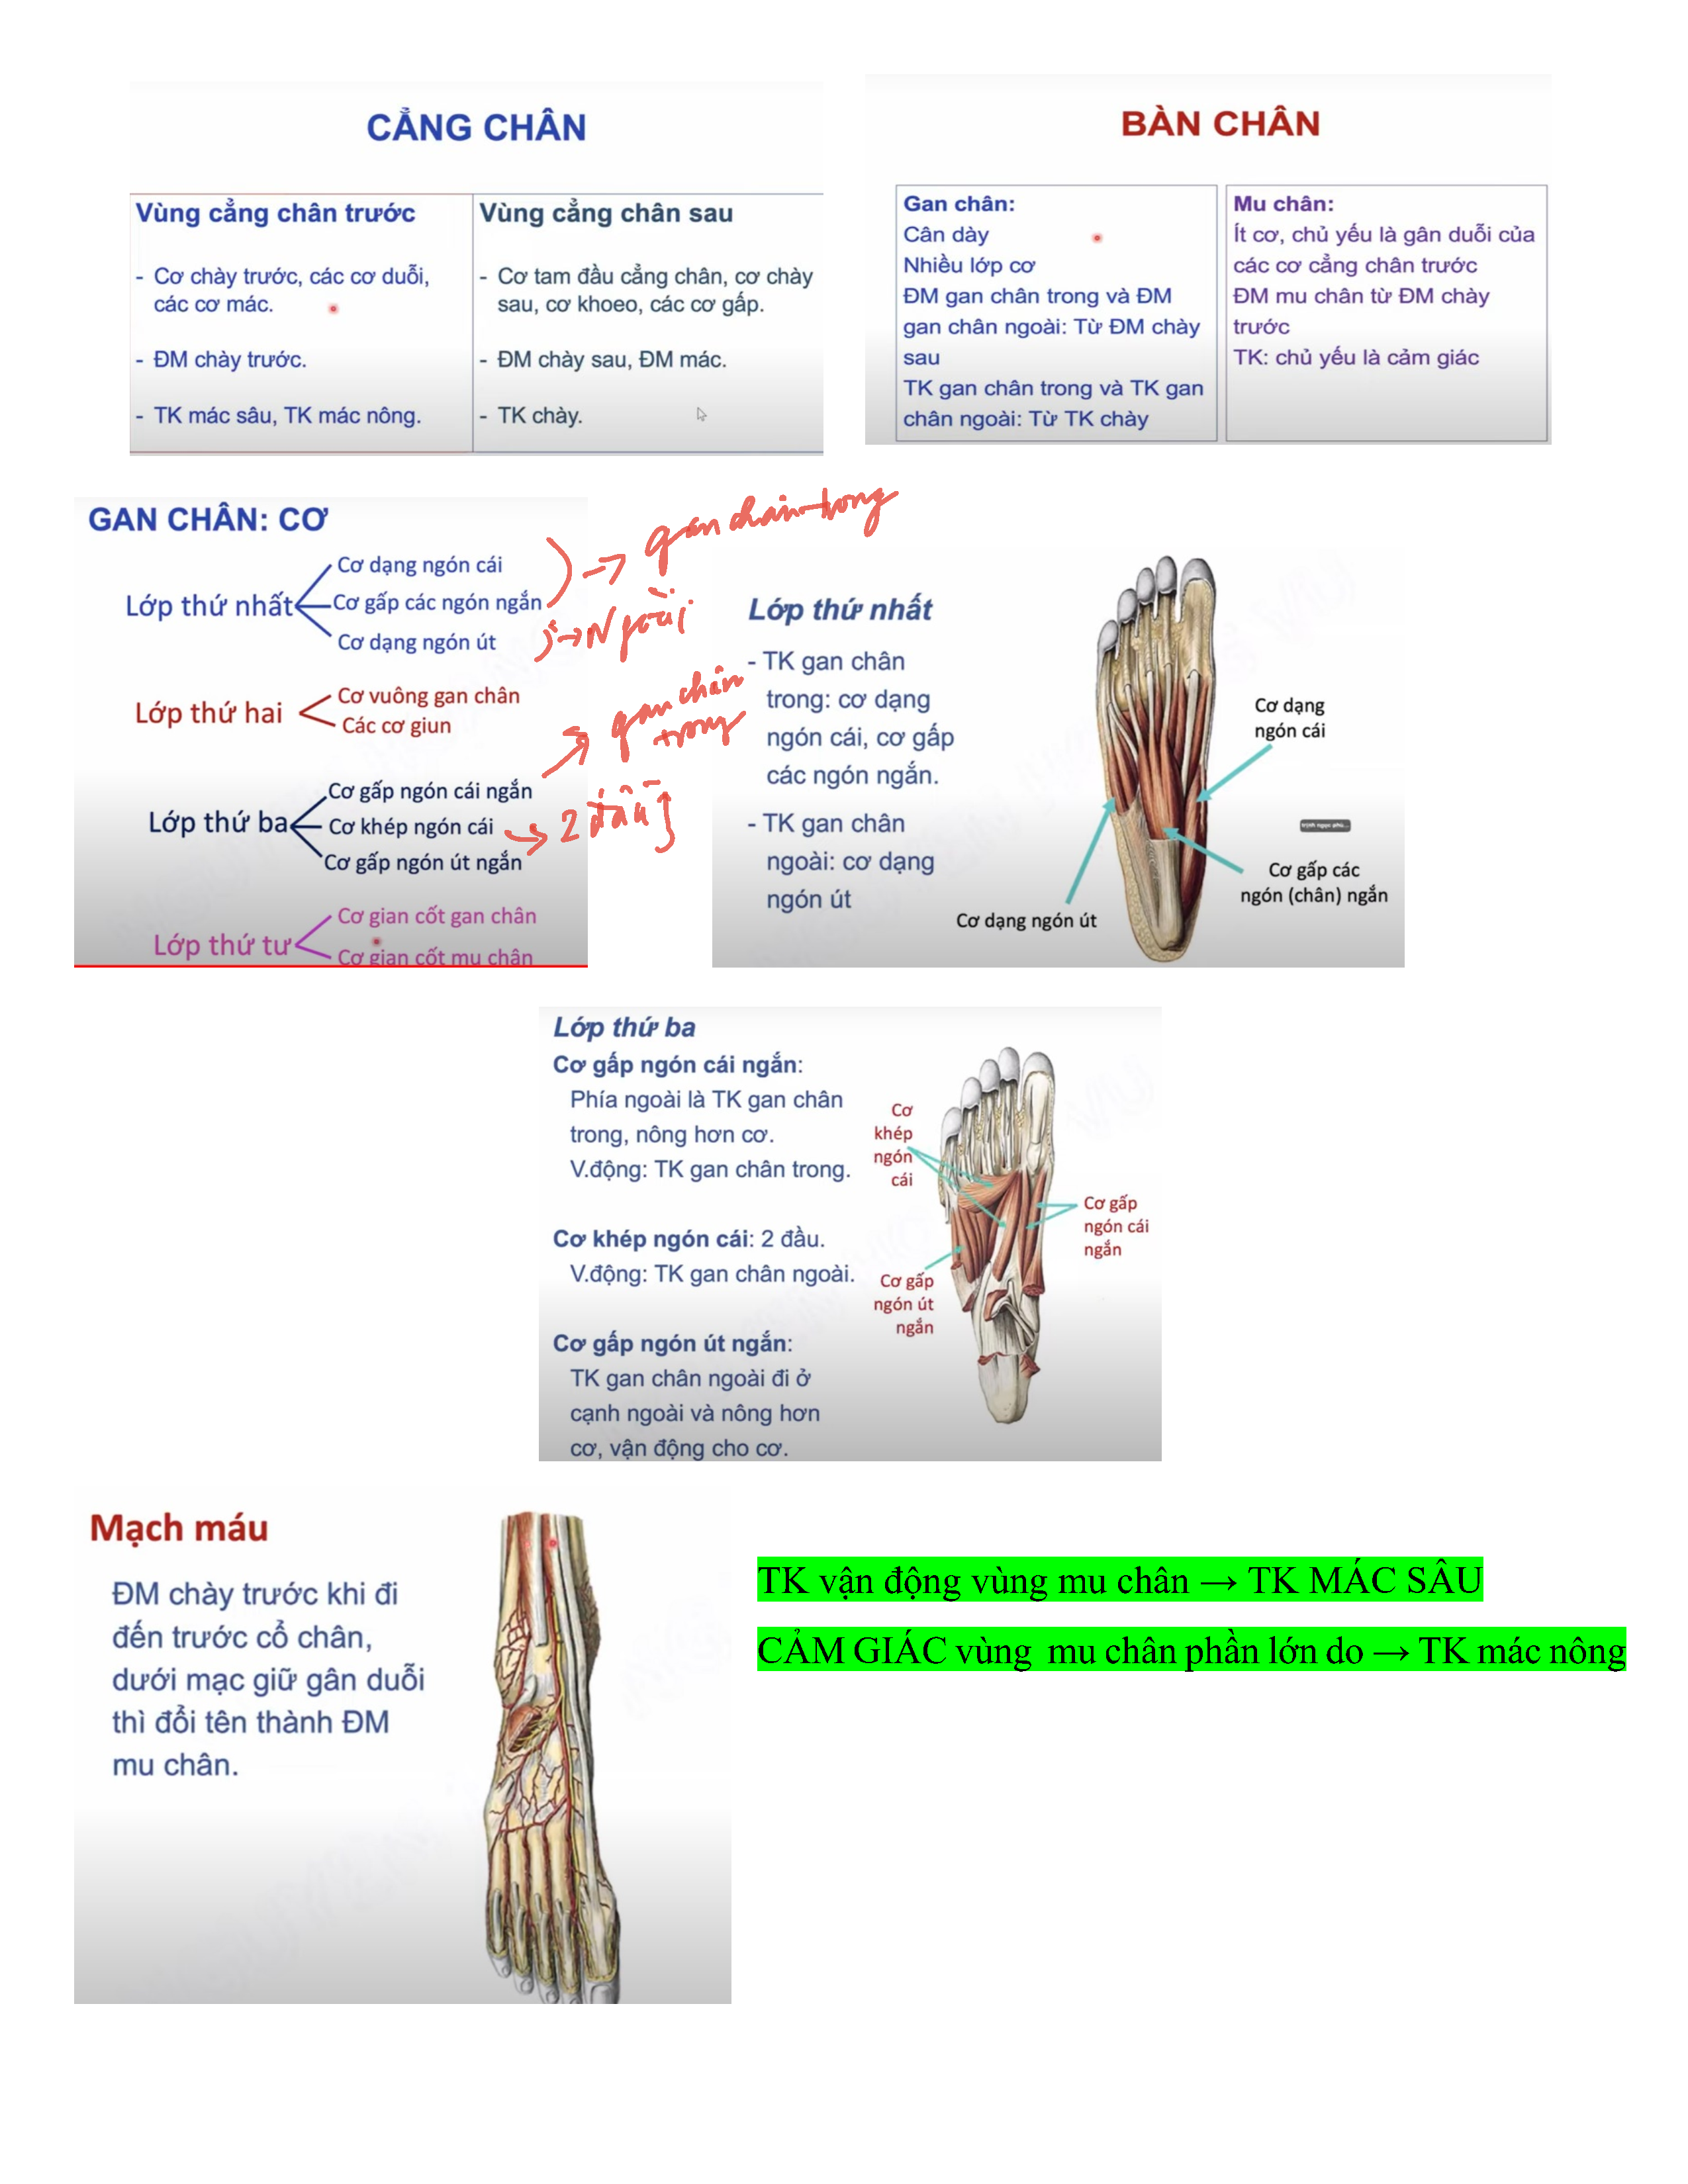 CẲNG CHÂN
Vùng cẳng chân trước
- Cơ chày trước, các cơ duỗi,
các cơ mác.
- ĐM chày trước.
- TK mác sâu, TK mác nông.
Vùng cẳng chân sau
- Cơ tam đầu cẳng chân, cơ chày
sau, cơ khoeo, các cơ gấp.
- ĐM chày sau, ĐM mác.
- TK chày.
BÀN CHÂN
Gan chân:
Cân dày
Nhiều lớp cơ
ĐM gan chân trong và ĐM
gan chân ngoài: Từ ĐM chày
sau
TK gan chân trong và TK gan
chân ngoài: Từ TK chày
Mu chân:
Ít cơ, chủ yếu là gân duỗi của
các cơ cẳng chân trước
ĐM mu chân từ ĐM chày
trước
TK: chủ yếu là cảm giác
GAN CHÂN: CƠ
Lớp thứ nhất
Cơ dạng ngón cái
Cơ gấp các ngón ngắn
Cơ dạng ngón út
→ gan chân trong
→ Ngoài
Lớp thứ hai
Cơ vuông gan chân
Các cơ giun
Lớp thứ ba
Cơ gấp ngón cái ngắn
Cơ khép ngón cái
Cơ gấp ngón út ngắn
→ gan chân
trong
→ 2 đầu
Lớp thứ tư
Cơ gian cốt gan chân
Cơ gian cốt mu chân
Lớp thứ nhất
- TK gan chân
trong: cơ dạng
ngón cái, cơ gấp
các ngón ngắn.
- TK gan chân
ngoài: cơ dạng
ngón út
Cơ dạng
ngón cái
Cơ gấp các
ngón (chân) ngắn
Cơ dạng ngón út
Lớp thứ ba
Cơ gấp ngón cái ngắn:
Phía ngoài là TK gan chân
trong, nông hơn cơ.
V.động: TK gan chân trong.
Cơ khép ngón cái: 2 đầu.
V.động: TK gan chân ngoài.
Cơ gấp ngón út ngắn:
TK gan chân ngoài đi ở
cạnh ngoài và nông hơn
cơ, vận động cho cơ.
Cơ
khép
ngón
cái
Cơ gấp
ngón cái
ngắn
Cơ gấp
ngón út
ngắn
Mạch máu
ĐM chày trước khi đi
đến trước cổ chân,
dưới mạc giữ gân duỗi
thì đổi tên thành ĐM
mu chân.
TK vận động vùng mu chân → TK MÁC SÂU
CẢM GIÁC vùng mu chân phần lớn do → TK mác nông